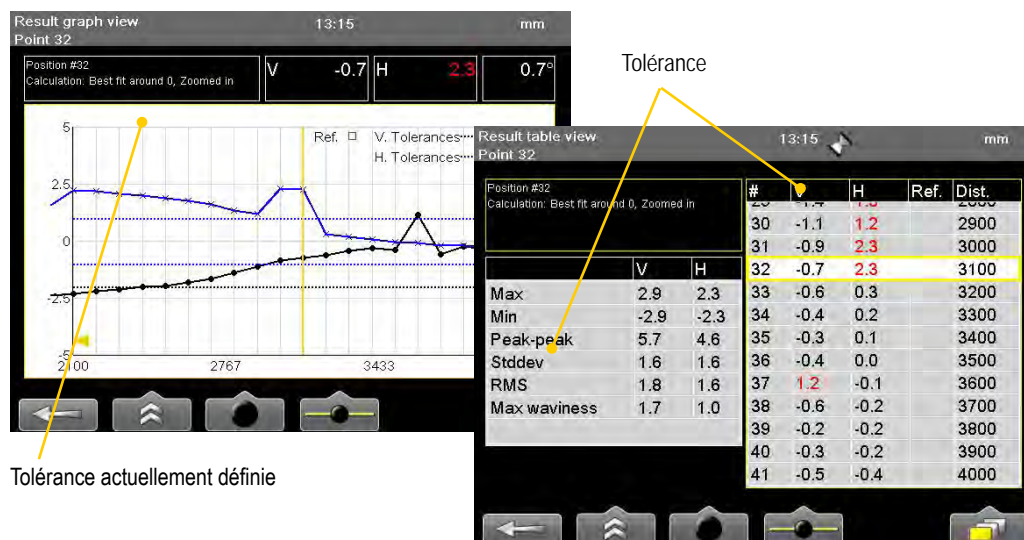 Result graph view 13:15 mm
Point 32
Position #32
Calculation: Best fit around 0, Zoomed in
V -0.7 H 2.3 0.7°
Ref. V. Tolerances
H. Tolerances
5
2.5
0
-2.5
-5
2100 2767 3433
Tolérance actuellement définie
Tolérance
Result table view 13:15 mm
Point 32
Position #32
Calculation: Best fit around 0, Zoomed in
V H
Max 2.9 2.3
Min -2.9 -2.3
Peak-peak 5.7 4.6
Stddev 1.6 1.6
RMS 1.8 1.6
Max waviness 1.7 1.0
# V H Ref. Dist.
30 -1.1 1.2 2900
31 -0.9 2.3 3000
32 -0.7 2.3 3100
33 -0.6 0.3 3200
34 -0.4 0.2 3300
35 -0.3 0.1 3400
36 -0.4 0.0 3500
37 1.2 -0.1 3600
38 -0.6 -0.2 3700
39 -0.2 -0.2 3800
40 -0.3 -0.2 3900
41 -0.5 -0.4 4000